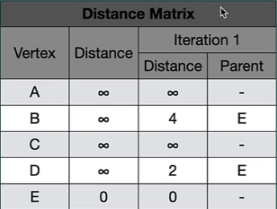 Distance Matrix
Vertex Distance Iteration 1
Distance Parent
A ∞ ∞ -
B ∞ 4 E
C ∞ ∞ -
D ∞ 2 E
E 0 0 -